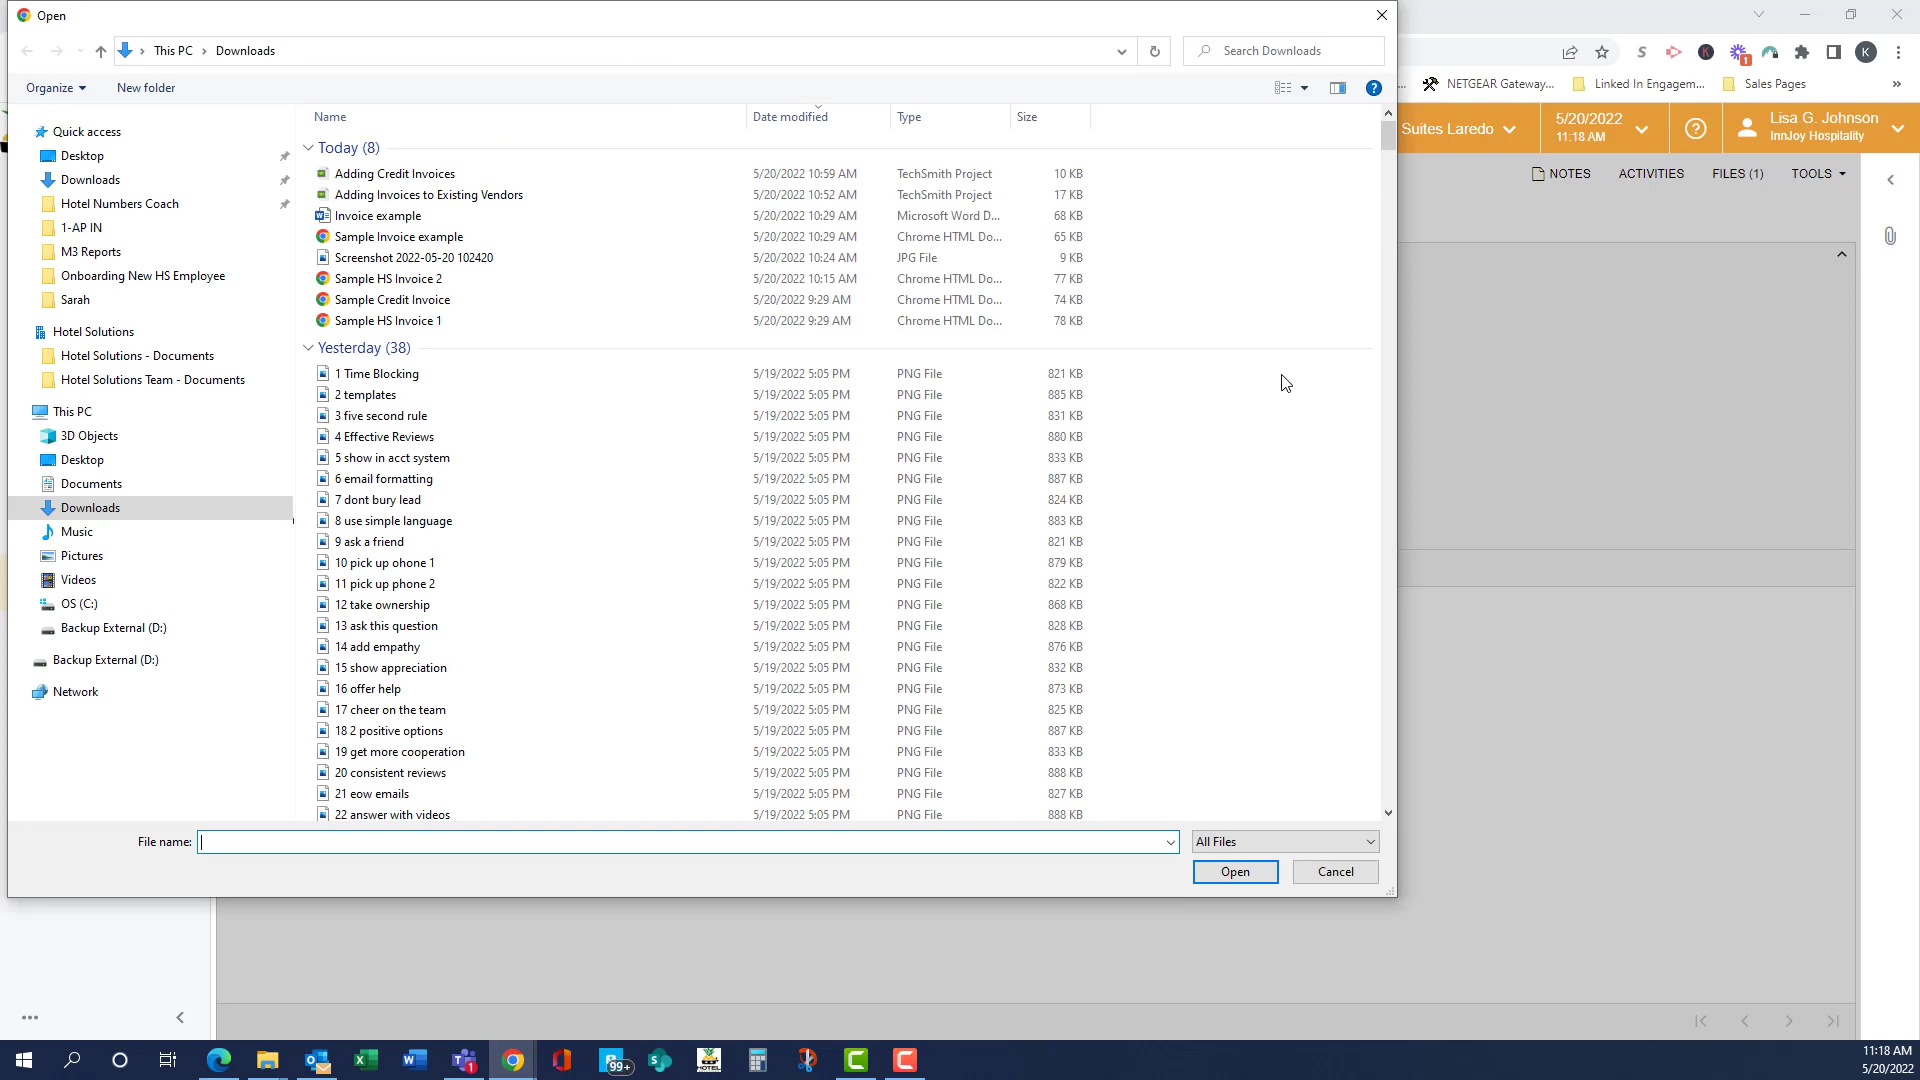 Open
This PC
Downloads
Search Downloads
Organize
New folder
Name
Date modified
Type
Size
Quick access
Desktop
Downloads
Hotel Numbers Coach
1-AP IN
M3 Reports
Onboarding New HS Employee
Sarah
Hotel Solutions
Hotel Solutions - Documents
Hotel Solutions Team - Documents
This PC
3D Objects
Desktop
Documents
Downloads
Music
Pictures
Videos
OS (C:)
Backup External (D:)
Backup External (D:)
Network
Today (8)
Adding Credit Invoices 5/20/2022 10:59 AM TechSmith Project 10 KB
Adding Invoices to Existing Vendors 5/20/2022 10:52 AM TechSmith Project 17 KB
Invoice example 5/20/2022 10:29 AM Microsoft Word D... 68 KB
Sample Invoice example 5/20/2022 10:29 AM Chrome HTML Do... 65 KB
Screenshot 2022-05-20 102420 5/20/2022 10:24 AM JPG File 9 KB
Sample HS Invoice 2 5/20/2022 10:15 AM Chrome HTML Do... 77 KB
Sample Credit Invoice 5/20/2022 9:29 AM Chrome HTML Do... 74 KB
Sample HS Invoice 1 5/20/2022 9:29 AM Chrome HTML Do... 78 KB
Yesterday (38)
1 Time Blocking 5/19/2022 5:05 PM PNG File 821 KB
2 templates 5/19/2022 5:05 PM PNG File 885 KB
3 five second rule 5/19/2022 5:05 PM PNG File 831 KB
4 Effective Reviews 5/19/2022 5:05 PM PNG File 880 KB
5 show in acct system 5/19/2022 5:05 PM PNG File 833 KB
6 email formatting 5/19/2022 5:05 PM PNG File 887 KB
7 dont bury lead 5/19/2022 5:05 PM PNG File 824 KB
8 use simple language 5/19/2022 5:05 PM PNG File 883 KB
9 ask a friend 5/19/2022 5:05 PM PNG File 821 KB
10 pick up ohone 1 5/19/2022 5:05 PM PNG File 879 KB
11 pick up phone 2 5/19/2022 5:05 PM PNG File 822 KB
12 take ownership 5/19/2022 5:05 PM PNG File 868 KB
13 ask this question 5/19/2022 5:05 PM PNG File 828 KB
14 add empathy 5/19/2022 5:05 PM PNG File 876 KB
15 show appreciation 5/19/2022 5:05 PM PNG File 832 KB
16 offer help 5/19/2022 5:05 PM PNG File 873 KB
17 cheer on the team 5/19/2022 5:05 PM PNG File 825 KB
18 2 positive options 5/19/2022 5:05 PM PNG File 887 KB
19 get more cooperation 5/19/2022 5:05 PM PNG File 833 KB
20 consistent reviews 5/19/2022 5:05 PM PNG File 888 KB
21 eow emails 5/19/2022 5:05 PM PNG File 827 KB
22 answer with videos 5/19/2022 5:05 PM PNG File 888 KB
File name:
All Files
Open
Cancel
K
1
K
... NETGEAR Gateway...
Linked In Engagem...
Sales Pages
»
Suites Laredo
5/20/2022
11:18 AM
Lisa G. Johnson
InnJoy Hospitality
NOTES
ACTIVITIES
FILES (1)
TOOLS
1
99+
HOTEL
11:18 AM
5/20/2022